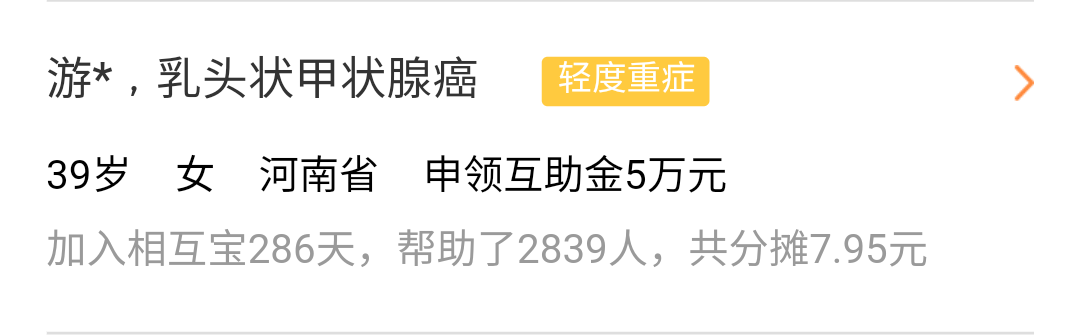 游*，乳头状甲状腺癌 轻度重症
39岁 女 河南省 申领互助金5万元
加入相互宝286天，帮助了2839人，共分摊7.95元